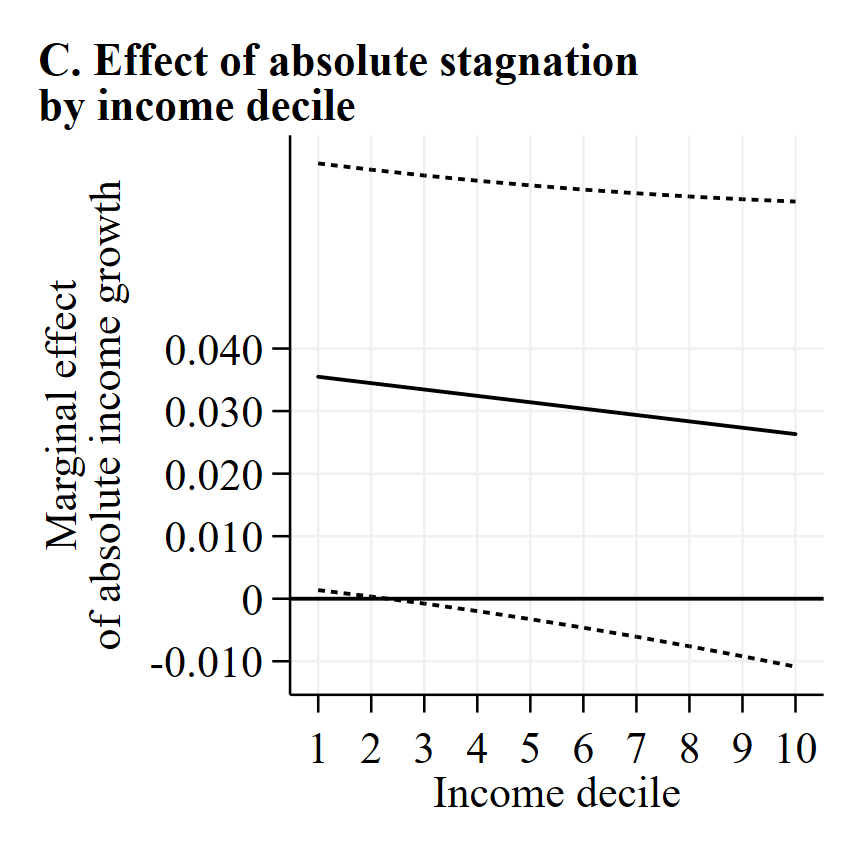 C. Effect of absolute stagnation
by income decile
Marginal effect
of absolute income growth
0.040
0.030
0.020
0.010
0
-0.010
1 2 3 4 5 6 7 8 9 10
Income decile